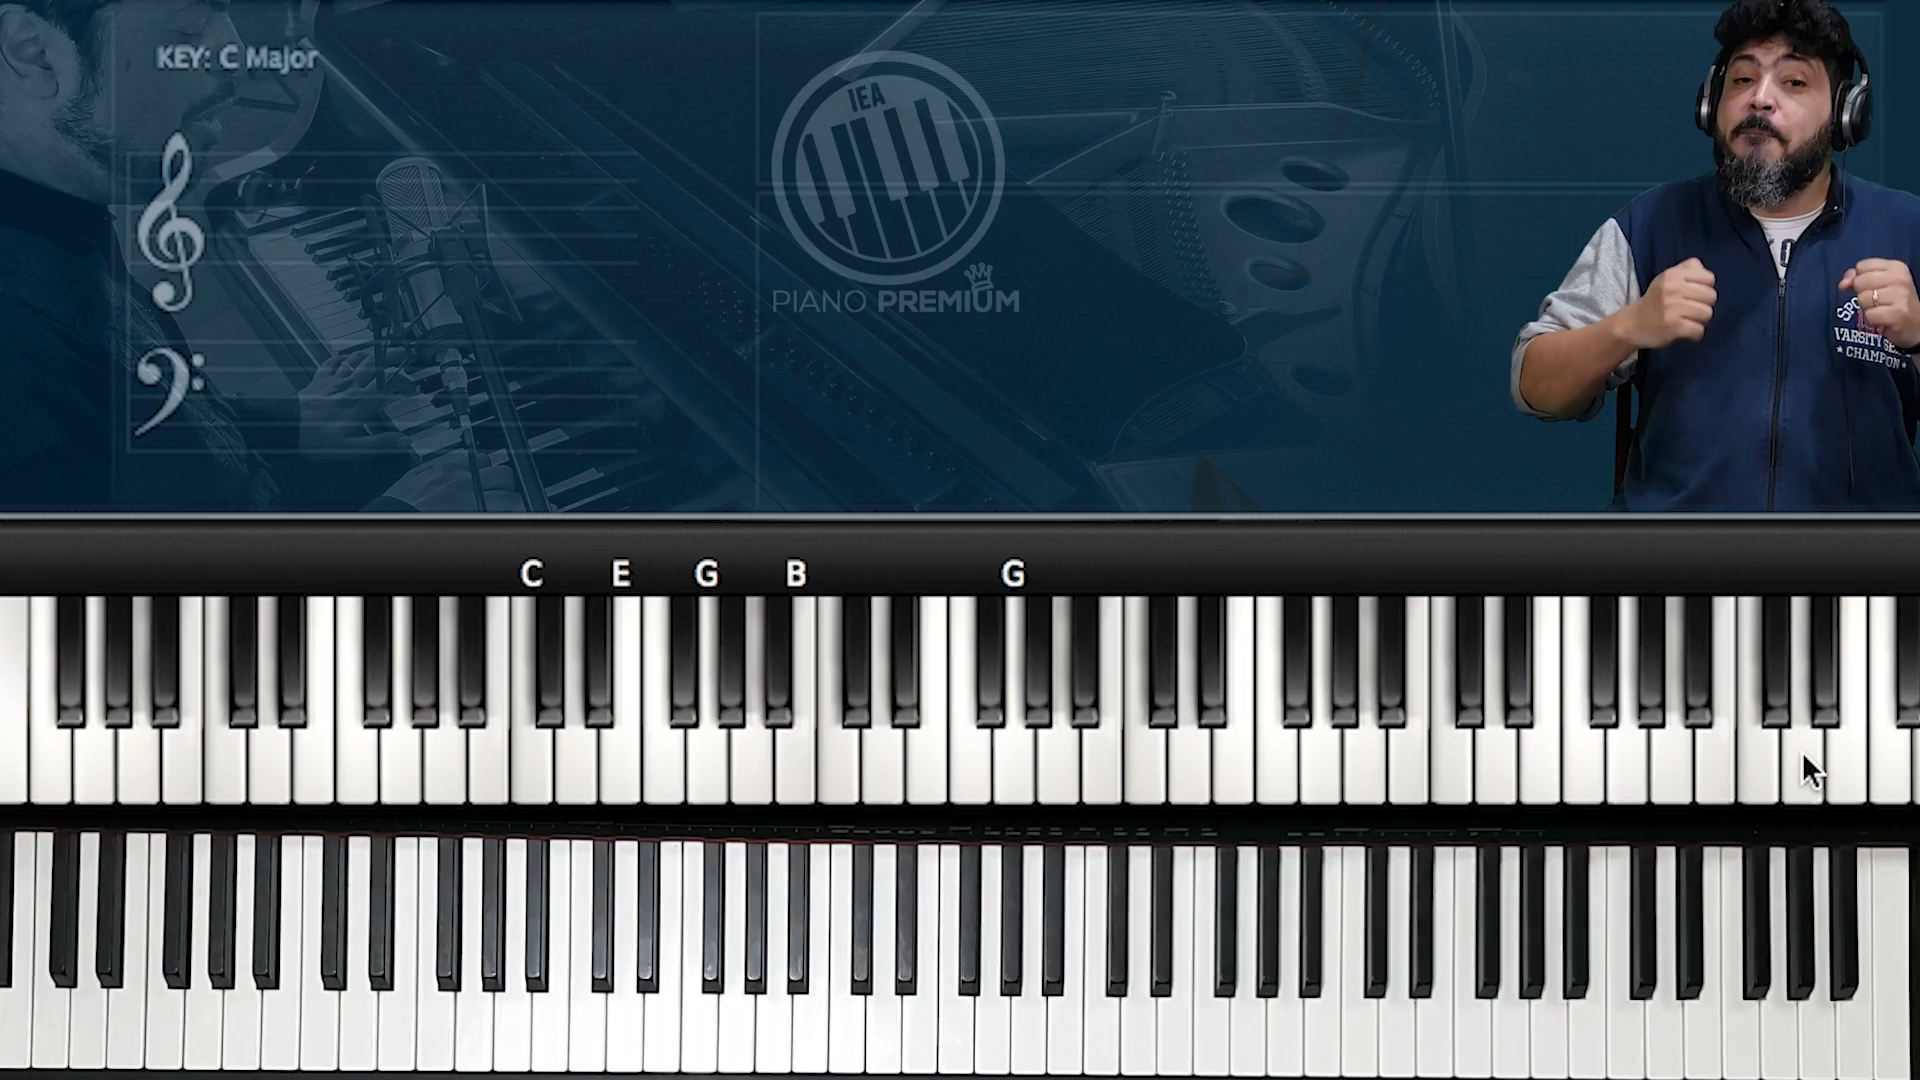 KEY: C Major
IEA
PIANO PREMIUM
VARSITY
CHAMPION
C E G B G